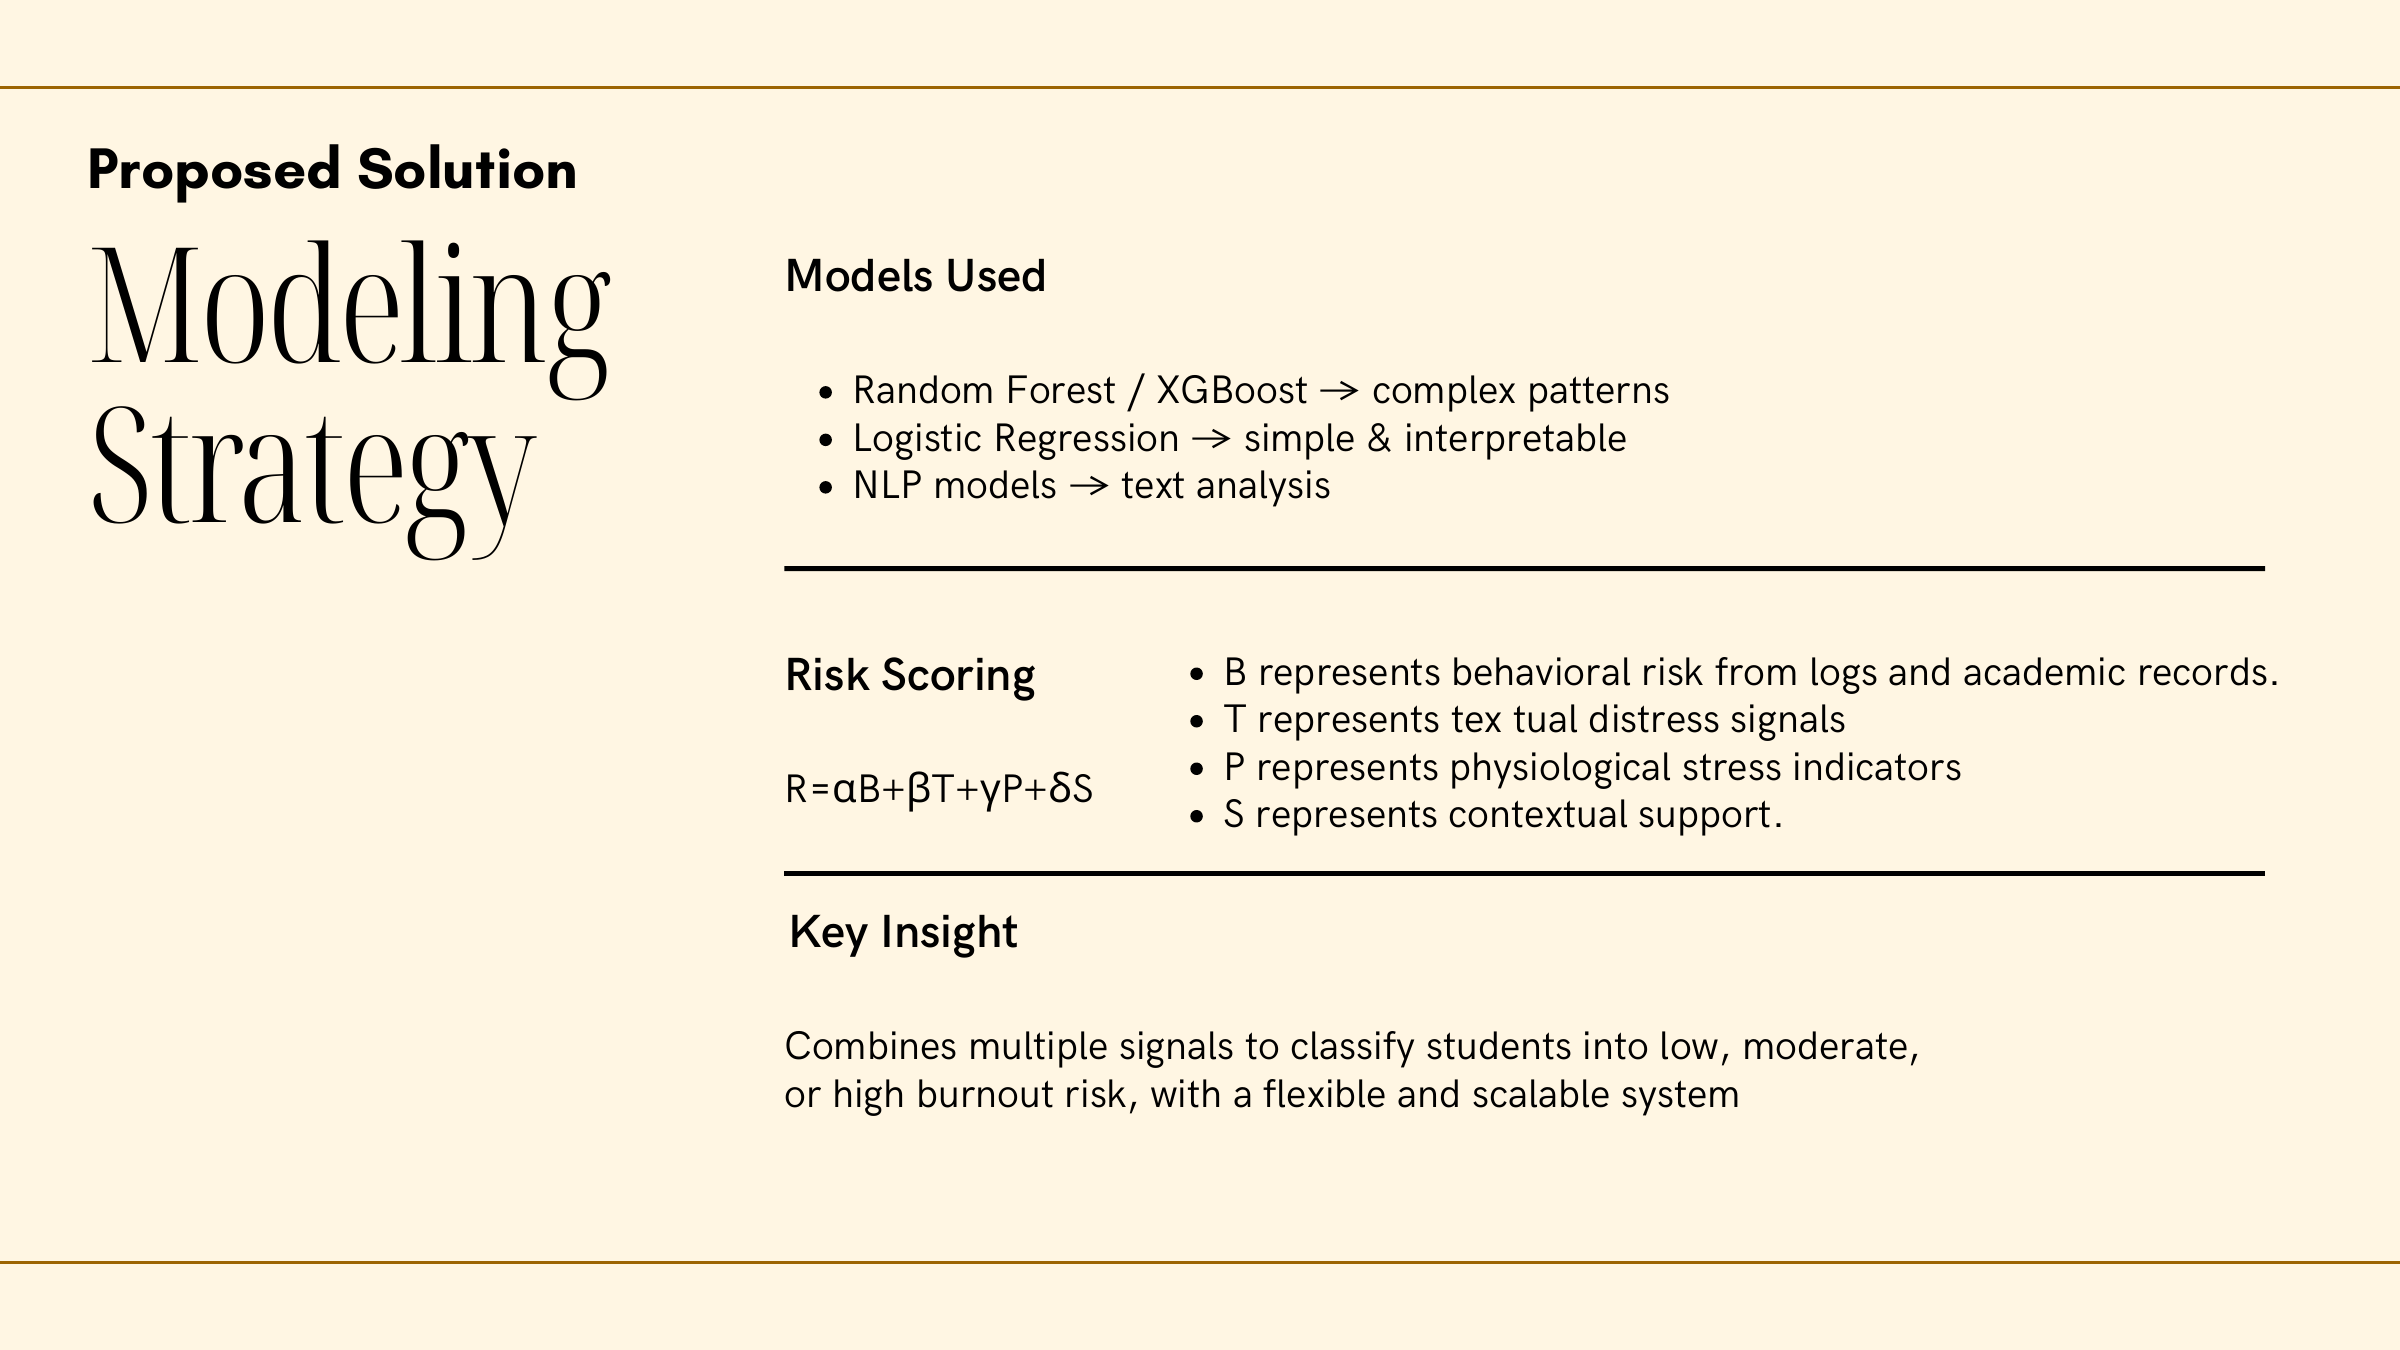 Proposed Solution
Modeling
Strategy
Models Used
• Random Forest / XGBoost → complex patterns
• Logistic Regression → simple & interpretable
• NLP models → text analysis
Risk Scoring
R=αB+βT+γP+δS
• B represents behavioral risk from logs and academic records.
• T represents tex tual distress signals
• P represents physiological stress indicators
• S represents contextual support.
Key Insight
Combines multiple signals to classify students into low, moderate,
or high burnout risk, with a flexible and scalable system